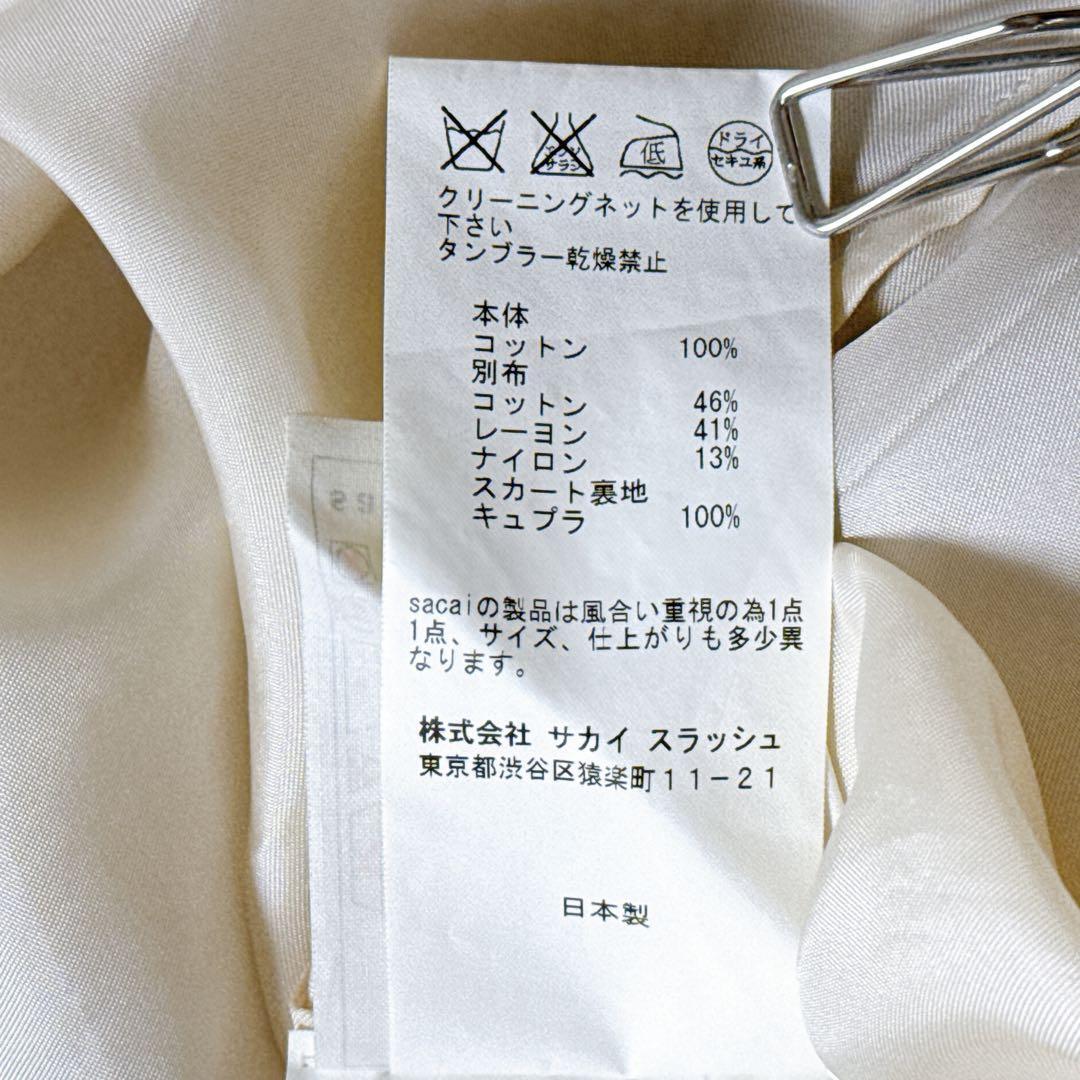 低
ドライ
セキユ系
クリーニングネットを使用して
下さい
タンブラー乾燥禁止
本体
コットン 100%
別布
コットン 46%
レーヨン 41%
ナイロン 13%
スカート裏地
キュプラ 100%
sacaiの製品は風合い重視の為1点
1点、サイズ、仕上がりも多少異
なります。
株式会社 サカイ スラッシュ
東京都渋谷区猿楽町11-21
日本製